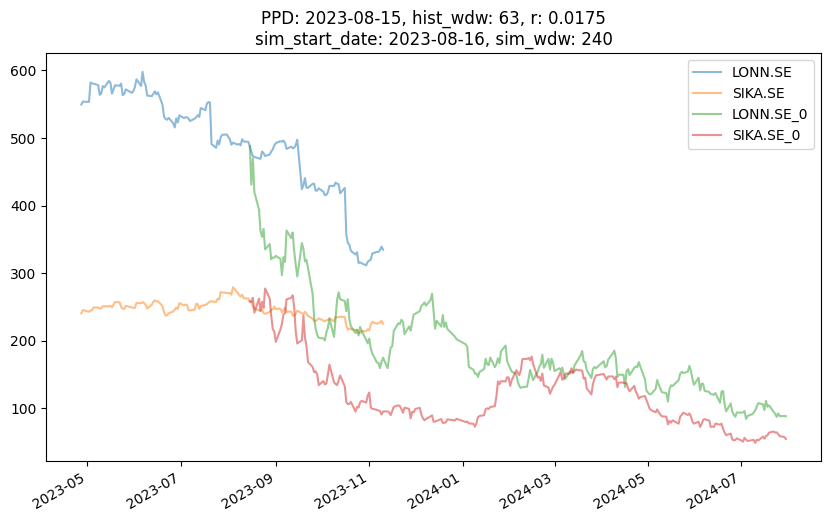 PPD: 2023-08-15, hist_wdw: 63, r: 0.0175
sim_start_date: 2023-08-16, sim_wdw: 240
LONN.SE
SIKA.SE
LONN.SE_0
SIKA.SE_0
600
500
400
300
200
100
2023-05
2023-07
2023-09
2023-11
2024-01
2024-03
2024-05
2024-07